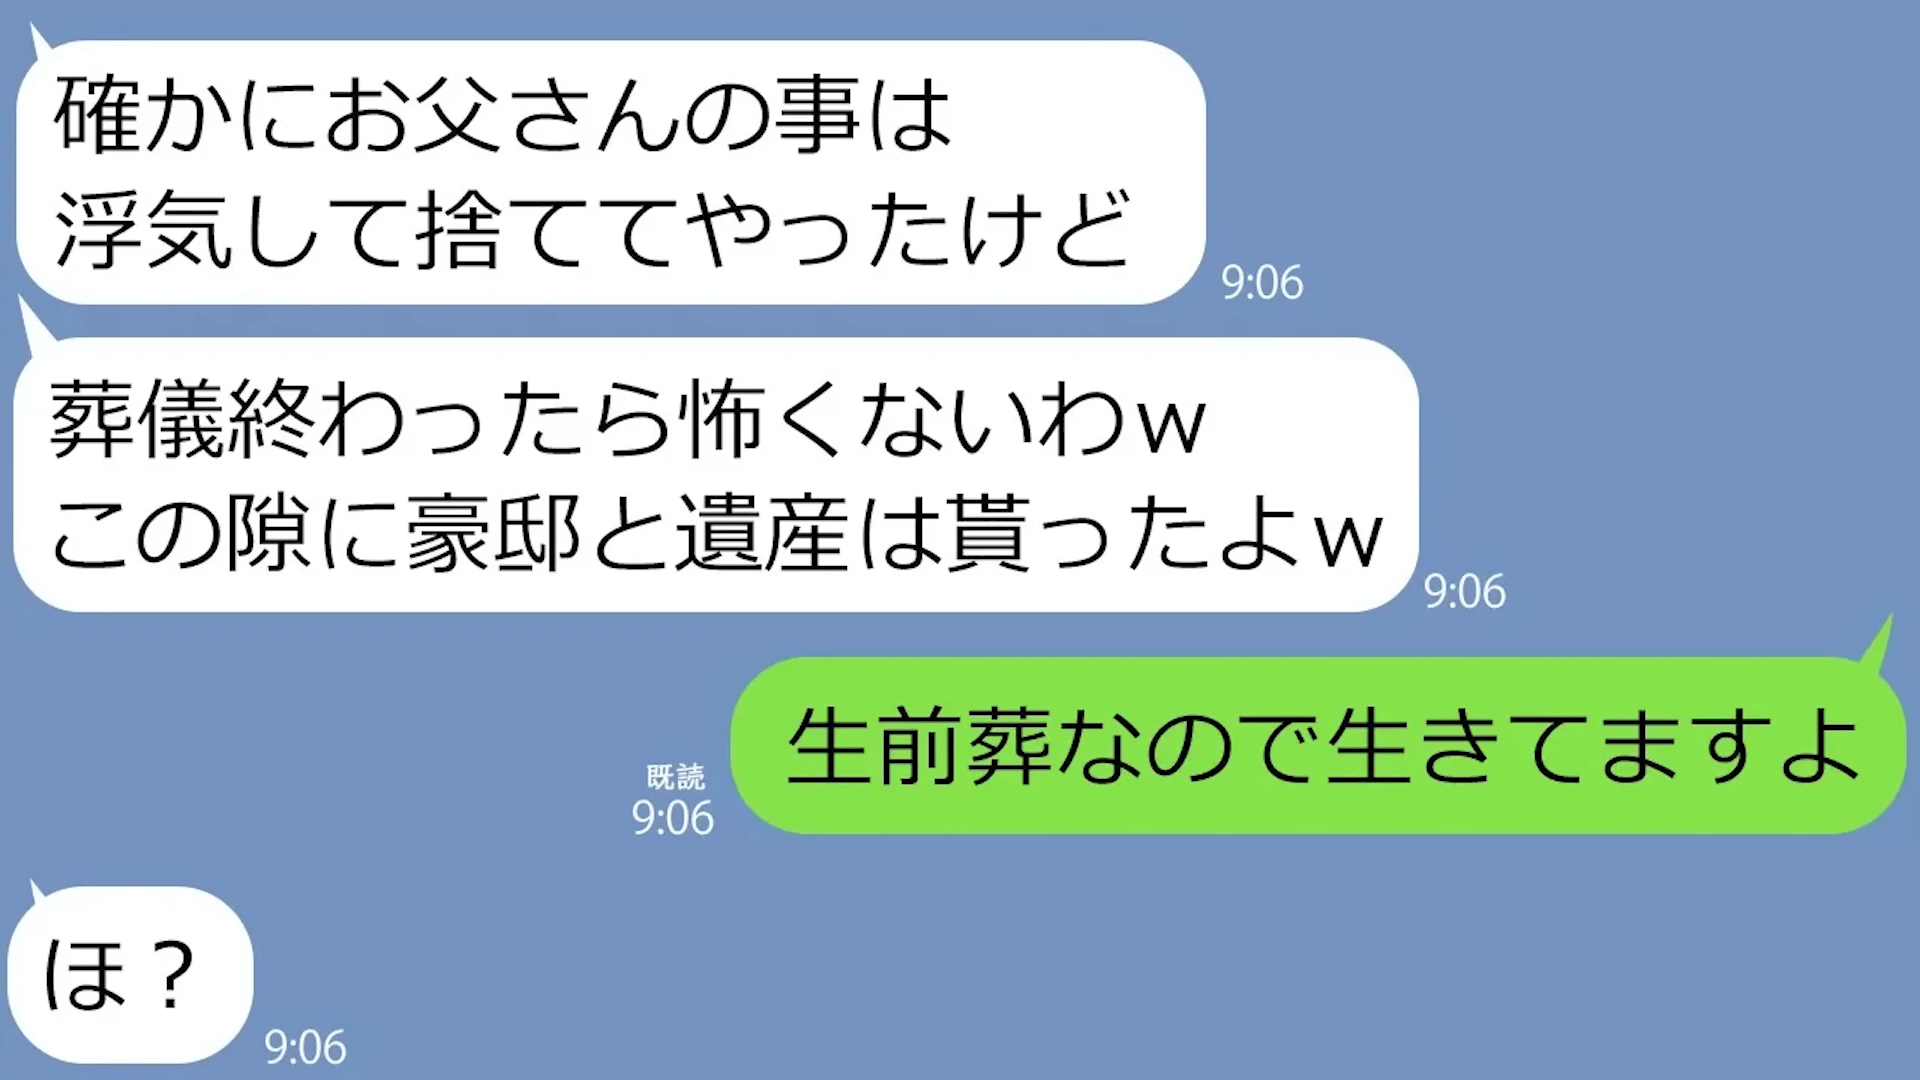 確かにお父さんの事は
浮気して捨ててやったけど
9:06
葬儀終わったら怖くないわw
この隙に豪邸と遺産は貰ったよw
9:06
生前葬なので生きてますよ
既読
9:06
ほ？
9:06